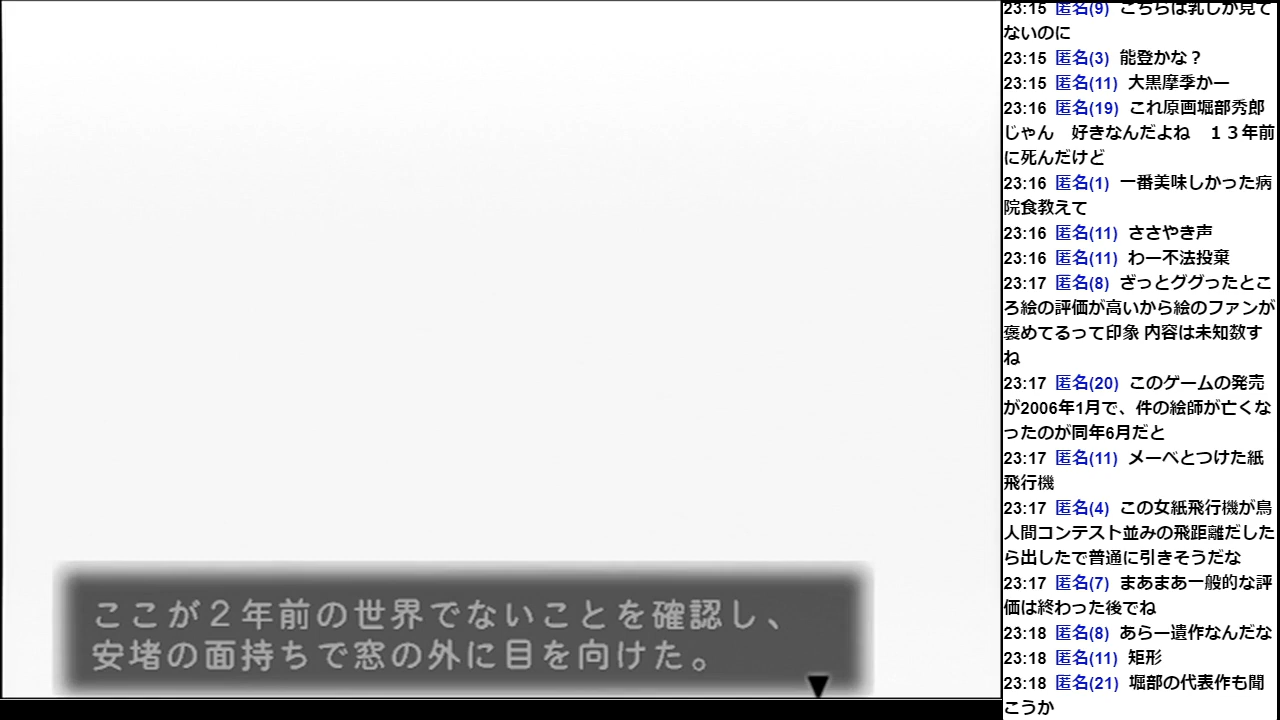 ここが２年前の世界でないことを確認し、
安堵の面持ちで窓の外に目を向けた。
▼
23:15 匿名(9) こちらは乳しか見て
ないのに
23:15 匿名(3) 能登かな？
23:15 匿名(11) 大黒摩季かー
23:16 匿名(19) これ原画堀部秀郎
じゃん　好きなんだよね　１３年前
に死んだけど
23:16 匿名(1) 一番美味しかった病
院食教えて
23:16 匿名(11) ささやき声
23:16 匿名(11) わー不法投棄
23:17 匿名(8) ざっとググったとこ
ろ絵の評価が高いから絵のファンが
褒めてるって印象 内容は未知数す
ね
23:17 匿名(20) このゲームの発売
が2006年1月で、件の絵師が亡くな
ったのが同年6月だと
23:17 匿名(11) メーベとつけた紙
飛行機
23:17 匿名(4) この女紙飛行機が鳥
人間コンテスト並みの飛距離だした
ら出したで普通に引きそうだな
23:17 匿名(7) まあまあ一般的な評
価は終わった後でね
23:18 匿名(8) あらー遺作なんだな
23:18 匿名(11) 矩形
23:18 匿名(21) 堀部の代表作も聞
こうか